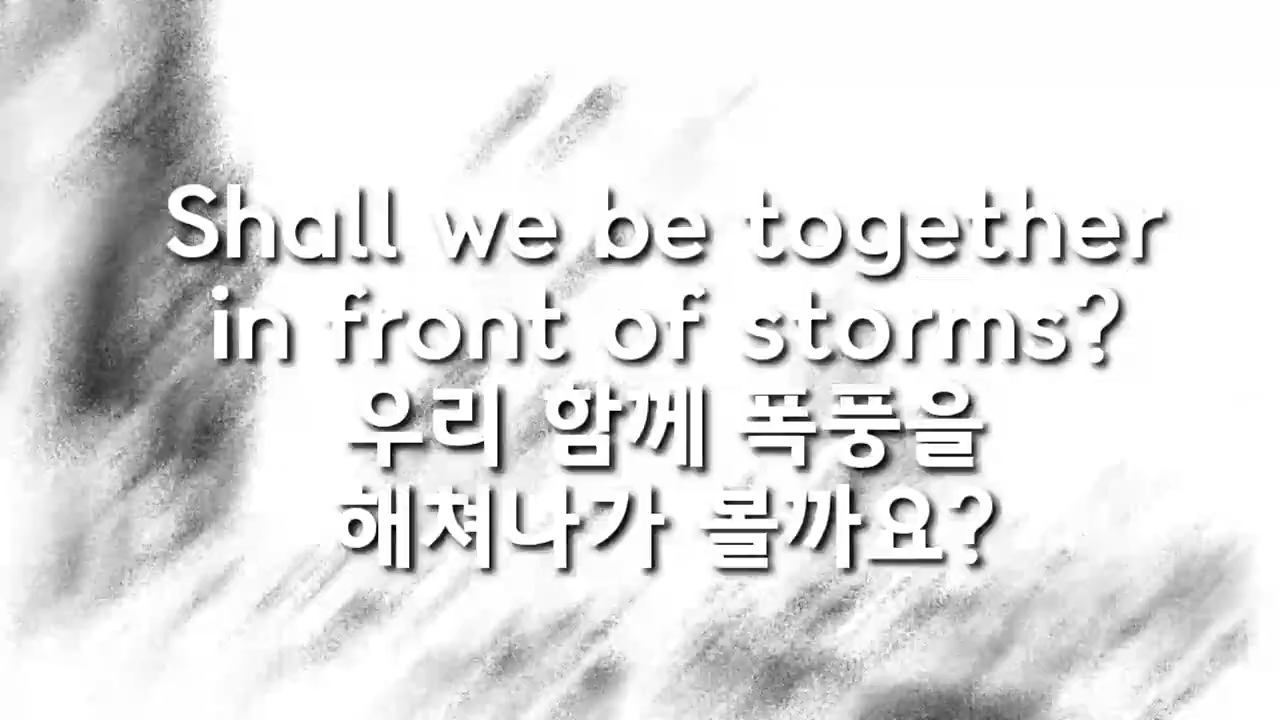 Shall we be together
in front of storms?
우리 함께 폭풍을
해쳐나가 볼까요?